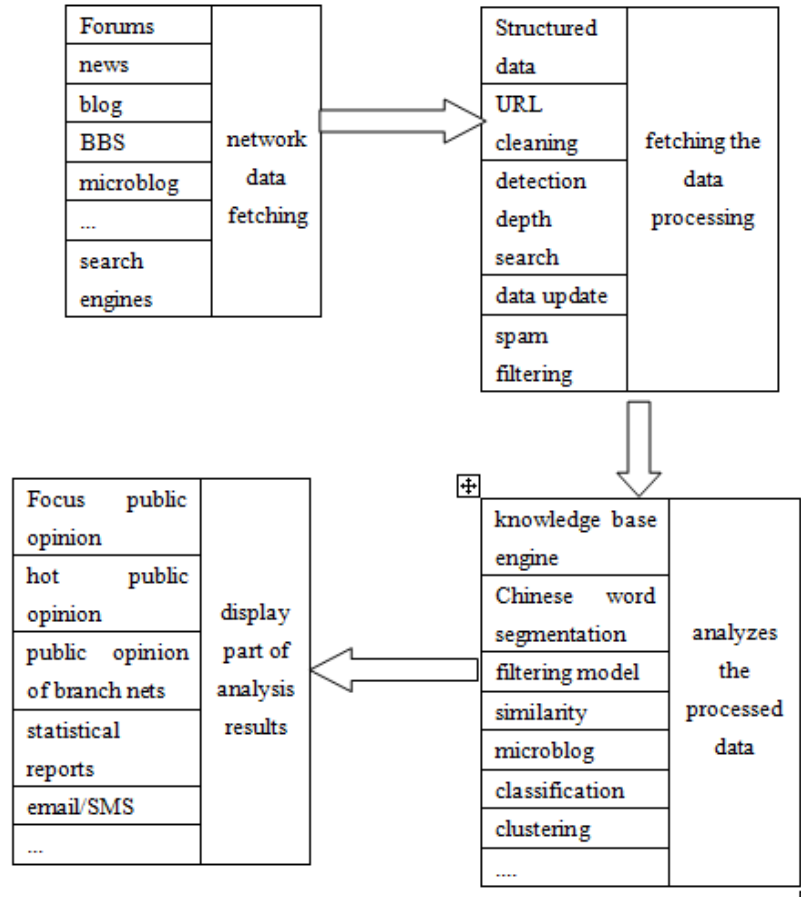 Forums
news
blog
BBS
microblog
...
search
engines
network
data
fetching
Structured
data
URL
cleaning
detection
depth
search
data update
spam
filtering
fetching the
data
processing
Focus public
opinion
hot public
opinion
public opinion
of branch nets
statistical
reports
email/SMS
...
display
part of
analysis
results
knowledge base
engine
Chinese word
segmentation
filtering model
similarity
microblog
classification
clustering
....
analyzes
the
processed
data